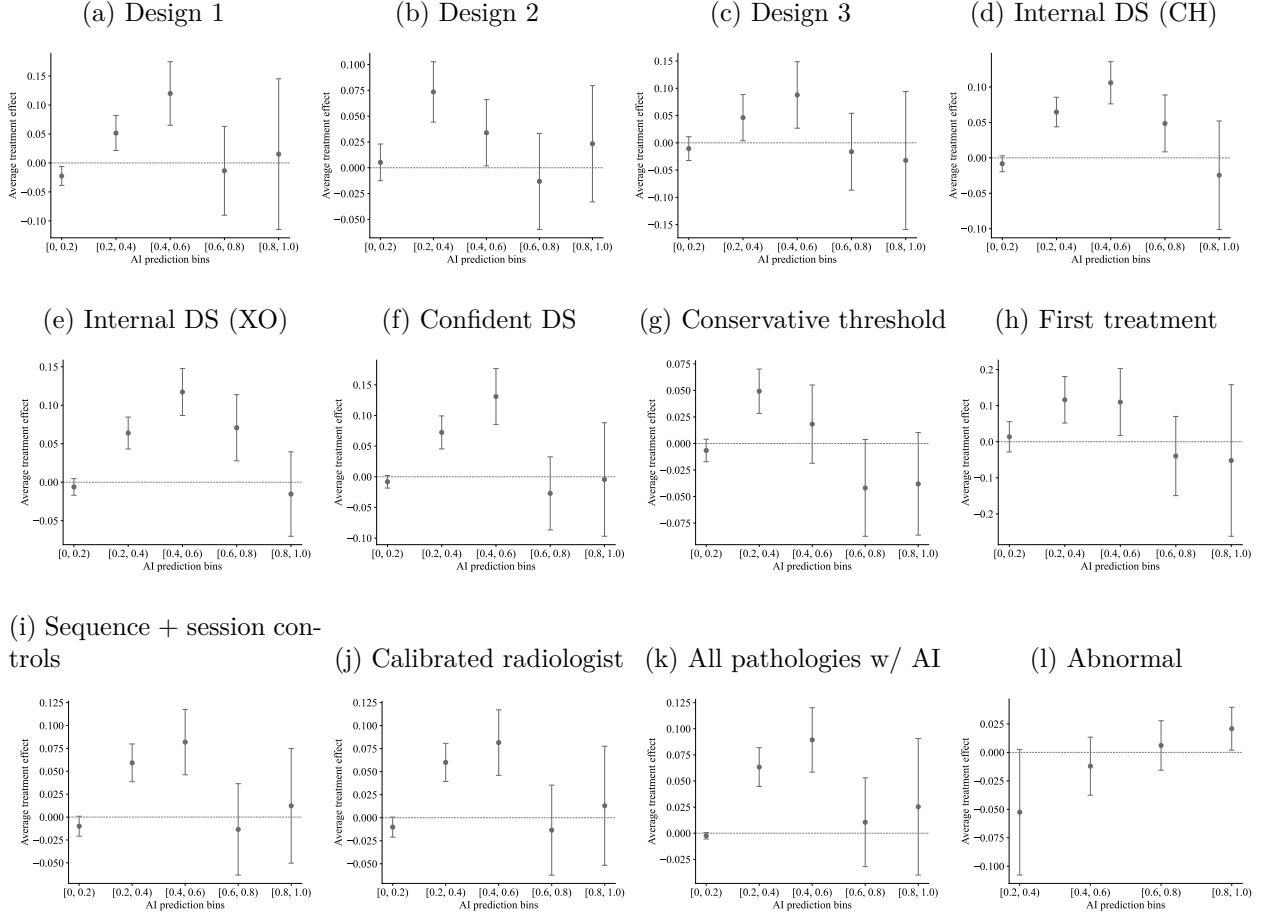 (a) Design 1
(b) Design 2
(c) Design 3
(d) Internal DS (CH)
Average treatment effect
0.15
0.10
0.05
0.00
−0.05
−0.10
[0, 0.2) [0.2, 0.4) [0.4, 0.6) [0.6, 0.8) [0.8, 1.0)
AI prediction bins
Average treatment effect
0.100
0.075
0.050
0.025
0.000
−0.025
−0.050
[0, 0.2) [0.2, 0.4) [0.4, 0.6) [0.6, 0.8) [0.8, 1.0)
AI prediction bins
Average treatment effect
0.15
0.10
0.05
0.00
−0.05
−0.10
−0.15
[0, 0.2) [0.2, 0.4) [0.4, 0.6) [0.6, 0.8) [0.8, 1.0)
AI prediction bins
Average treatment effect
0.10
0.05
0.00
−0.05
−0.10
[0, 0.2) [0.2, 0.4) [0.4, 0.6) [0.6, 0.8) [0.8, 1.0)
AI prediction bins
(e) Internal DS (XO)
(f) Confident DS
(g) Conservative threshold
(h) First treatment
Average treatment effect
0.15
0.10
0.05
0.00
−0.05
[0, 0.2) [0.2, 0.4) [0.4, 0.6) [0.6, 0.8) [0.8, 1.0)
AI prediction bins
Average treatment effect
0.15
0.10
0.05
0.00
−0.05
−0.10
[0, 0.2) [0.2, 0.4) [0.4, 0.6) [0.6, 0.8) [0.8, 1.0)
AI prediction bins
Average treatment effect
0.075
0.050
0.025
0.000
−0.025
−0.050
−0.075
[0, 0.2) [0.2, 0.4) [0.4, 0.6) [0.6, 0.8) [0.8, 1.0)
AI prediction bins
Average treatment effect
0.2
0.1
0.0
−0.1
−0.2
[0, 0.2) [0.2, 0.4) [0.4, 0.6) [0.6, 0.8) [0.8, 1.0)
AI prediction bins
(i) Sequence + session con-
trols
(j) Calibrated radiologist
(k) All pathologies w/ AI
(l) Abnormal
Average treatment effect
0.125
0.100
0.075
0.050
0.025
0.000
−0.025
−0.050
[0, 0.2) [0.2, 0.4) [0.4, 0.6) [0.6, 0.8) [0.8, 1.0)
AI prediction bins
Average treatment effect
0.125
0.100
0.075
0.050
0.025
0.000
−0.025
−0.050
[0, 0.2) [0.2, 0.4) [0.4, 0.6) [0.6, 0.8) [0.8, 1.0)
AI prediction bins
Average treatment effect
0.125
0.100
0.075
0.050
0.025
0.000
−0.025
[0, 0.2) [0.2, 0.4) [0.4, 0.6) [0.6, 0.8) [0.8, 1.0)
AI prediction bins
Average treatment effect
0.025
0.000
−0.025
−0.050
−0.075
−0.100
[0.2, 0.4) [0.4, 0.6) [0.6, 0.8) [0.8, 1.0)
AI prediction bins